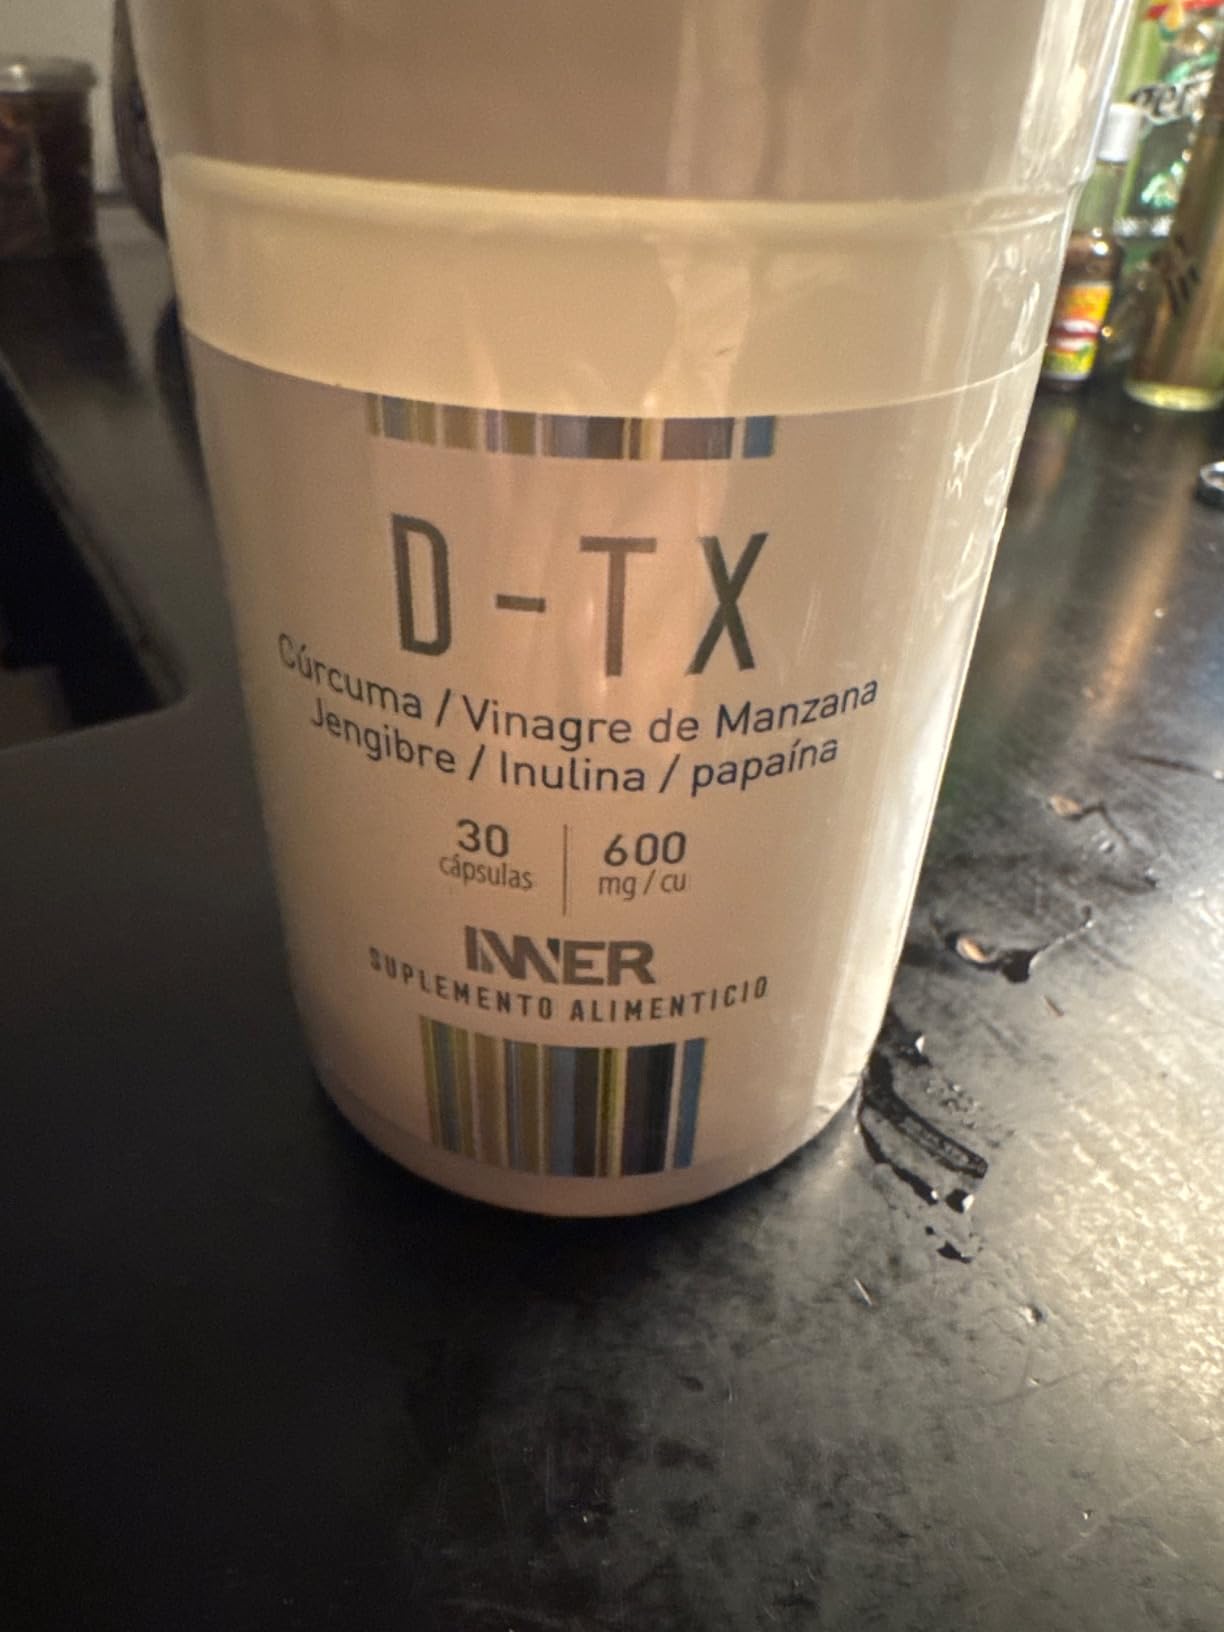 D-TX
Cúrcuma / Vinagre de Manzana
Jengibre / Inulina / papaína
30
cápsulas
600
mg / cu
INNER
SUPLEMENTO ALIMENTICIO